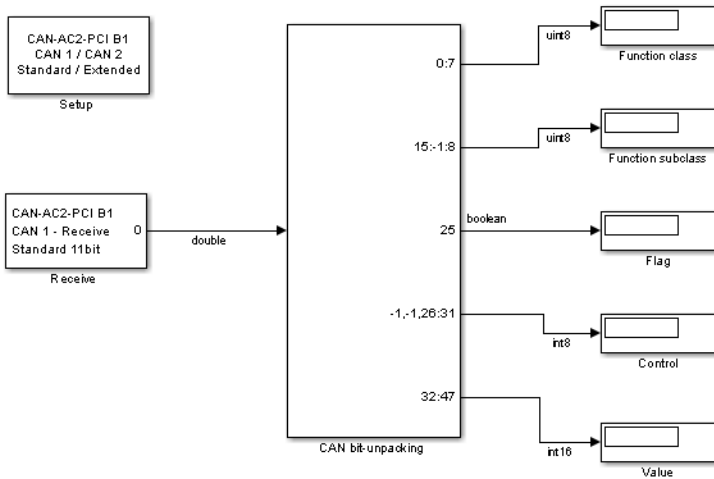 CAN-AC2-PCI B1
CAN 1 / CAN 2
Standard / Extended
Setup
CAN-AC2-PCI B1
CAN 1 - Receive
Standard 11bit
0
Receive
double
0:7
15:-1:8
25
-1,-1,26:31
32:47
CAN bit-unpacking
uint8
Function class
uint8
Function subclass
boolean
Flag
int8
Control
int16
Value